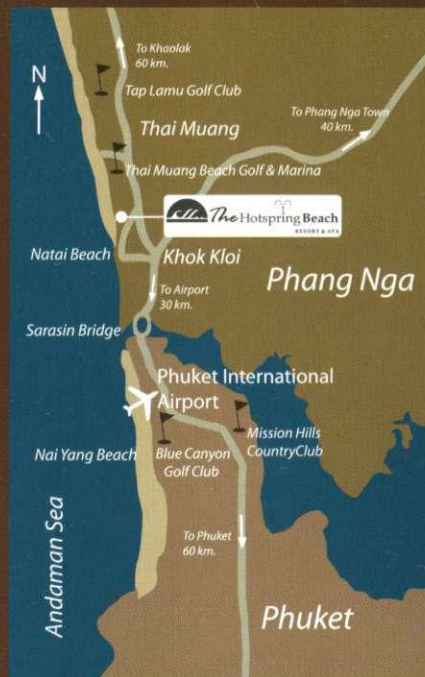 To Khaolak
60 km.
N
Tap Lamu Golf Club
To Phang Nga Town
40 km.
Thai Muang
Thai Muang Beach Golf & Marina
The Hotspring Beach
RESORT & SPA
Natai Beach
Khok Kloi
Phang Nga
To Airport
30 km.
Sarasin Bridge
Phuket International
Airport
Mission Hills
CountryClub
Nai Yang Beach
Blue Canyon
Golf Club
To Phuket
60 km.
Andaman Sea
Phuket